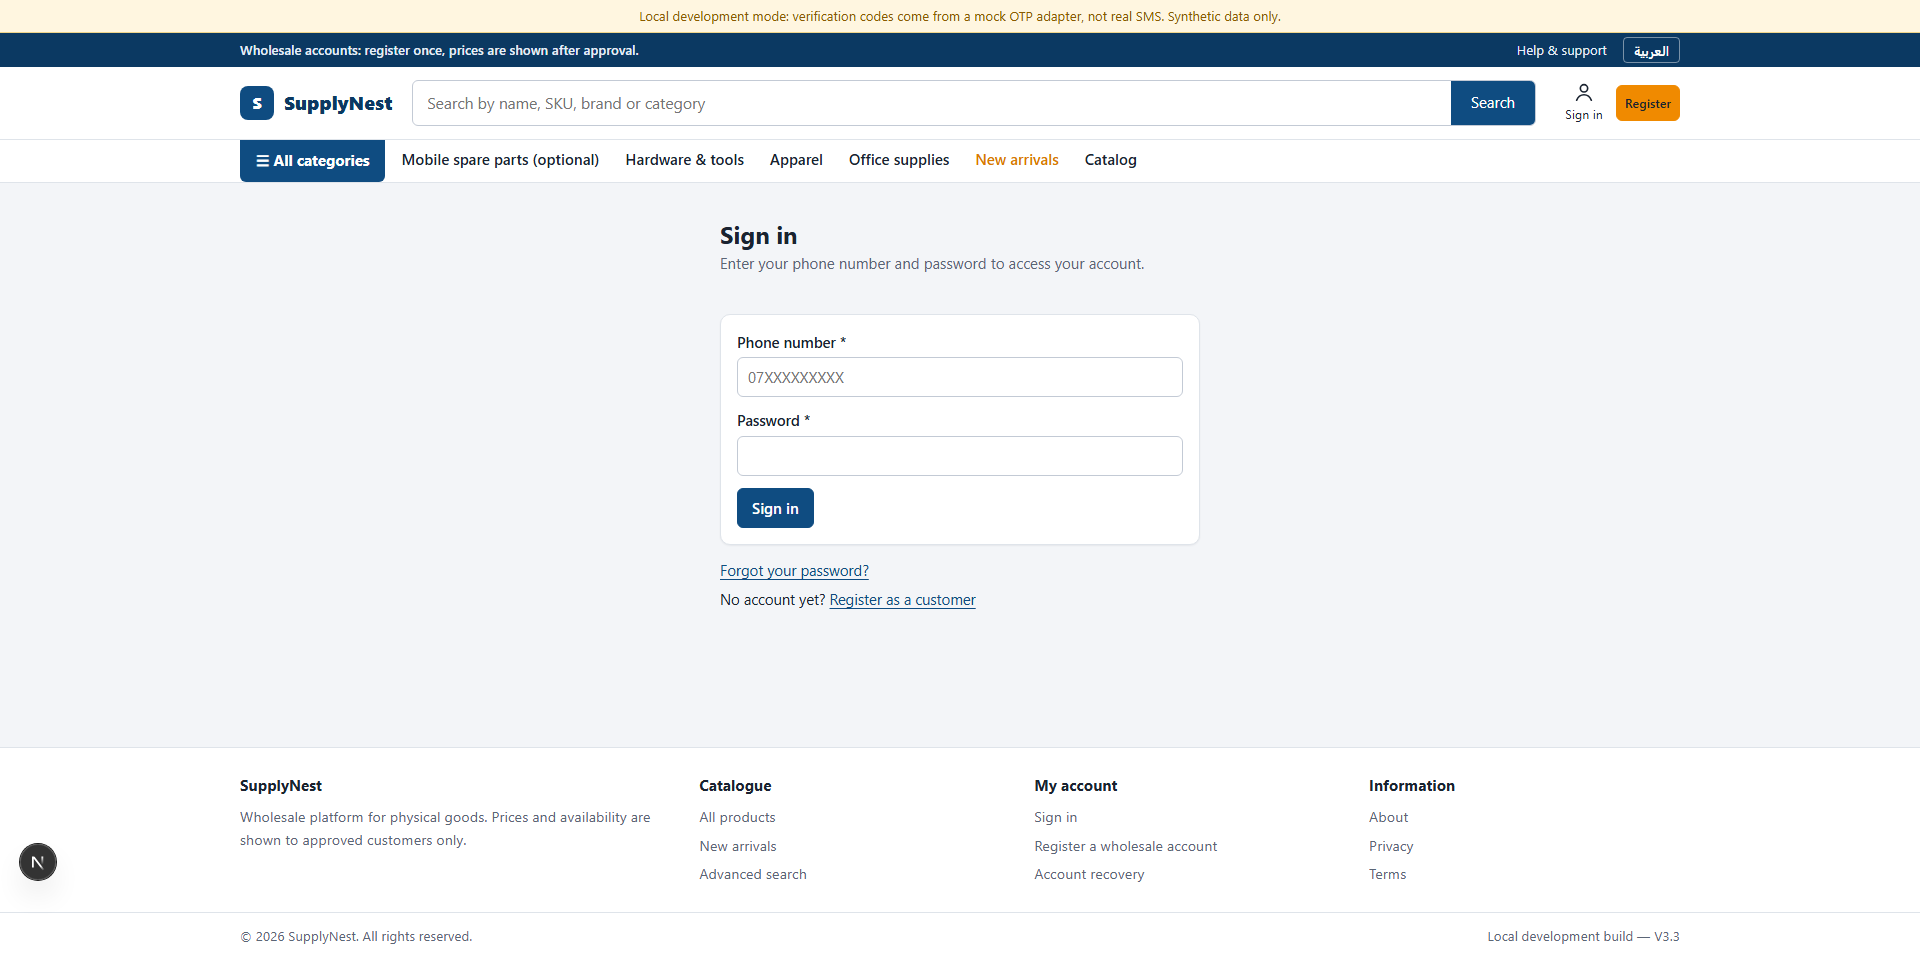 Local development mode: verification codes come from a mock OTP adapter, not real SMS. Synthetic data only.
Wholesale accounts: register once, prices are shown after approval.
Help & support
العربية
S
SupplyNest
Search by name, SKU, brand or category
Search
Sign in
Register
☰ All categories
Mobile spare parts (optional)
Hardware & tools
Apparel
Office supplies
New arrivals
Catalog
Sign in
Enter your phone number and password to access your account.
Phone number *
07XXXXXXXXX
Password *
Sign in
Forgot your password?
No account yet? Register as a customer
SupplyNest
Wholesale platform for physical goods. Prices and availability are
shown to approved customers only.
Catalogue
All products
New arrivals
Advanced search
My account
Sign in
Register a wholesale account
Account recovery
Information
About
Privacy
Terms
N
© 2026 SupplyNest. All rights reserved.
Local development build — V3.3